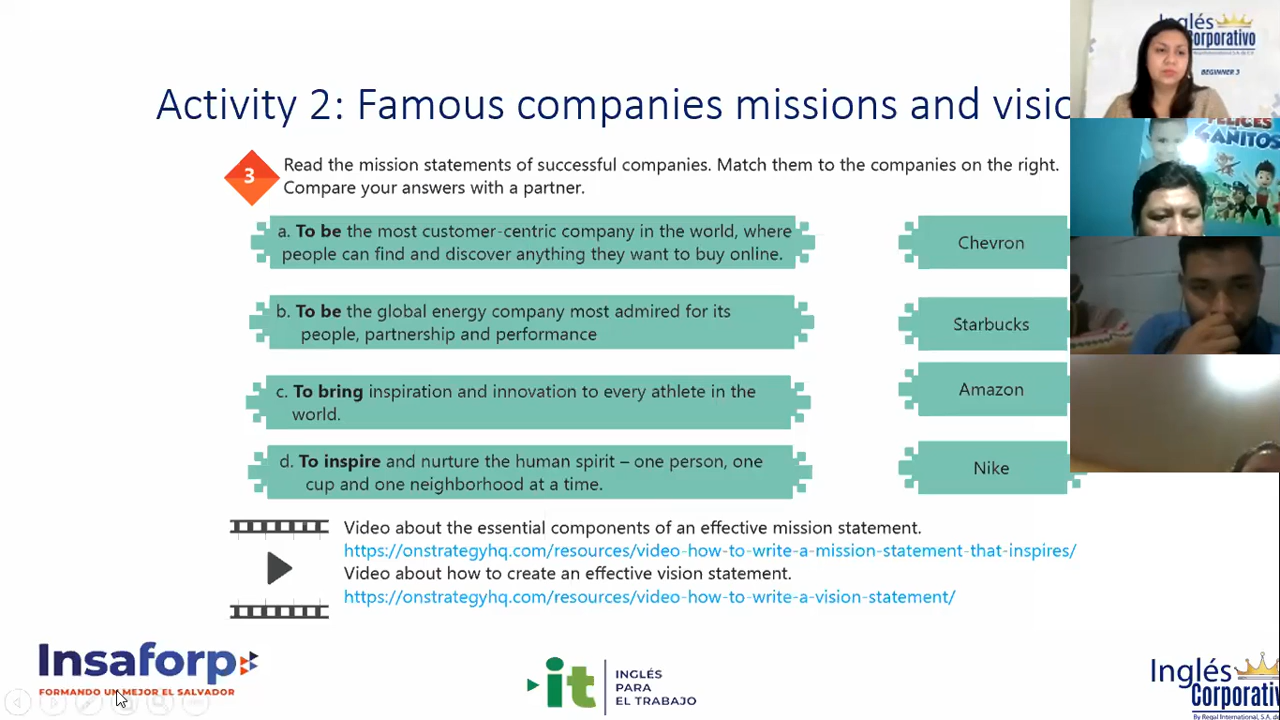 Activity 2: Famous companies missions and visio
3
Read the mission statements of successful companies. Match them to the companies on the right.
Compare your answers with a partner.
a. To be the most customer-centric company in the world, where
people can find and discover anything they want to buy online.
Chevron
b. To be the global energy company most admired for its
people, partnership and performance
Starbucks
c. To bring inspiration and innovation to every athlete in the
world.
Amazon
d. To inspire and nurture the human spirit – one person, one
cup and one neighborhood at a time.
Nike
Video about the essential components of an effective mission statement.
https://onstrategyhq.com/resources/video-how-to-write-a-mission-statement-that-inspires/
Video about how to create an effective vision statement.
https://onstrategyhq.com/resources/video-how-to-write-a-vision-statement/
Insaforp
FORMANDO UN MEJOR EL SALVADOR
it
INGLÉS
PARA
EL TRABAJO
Inglés
Corporativo
By Regal International, S.A. de
Inglés
Corporativo
BEGINNER 3
FELICES
AÑITOS